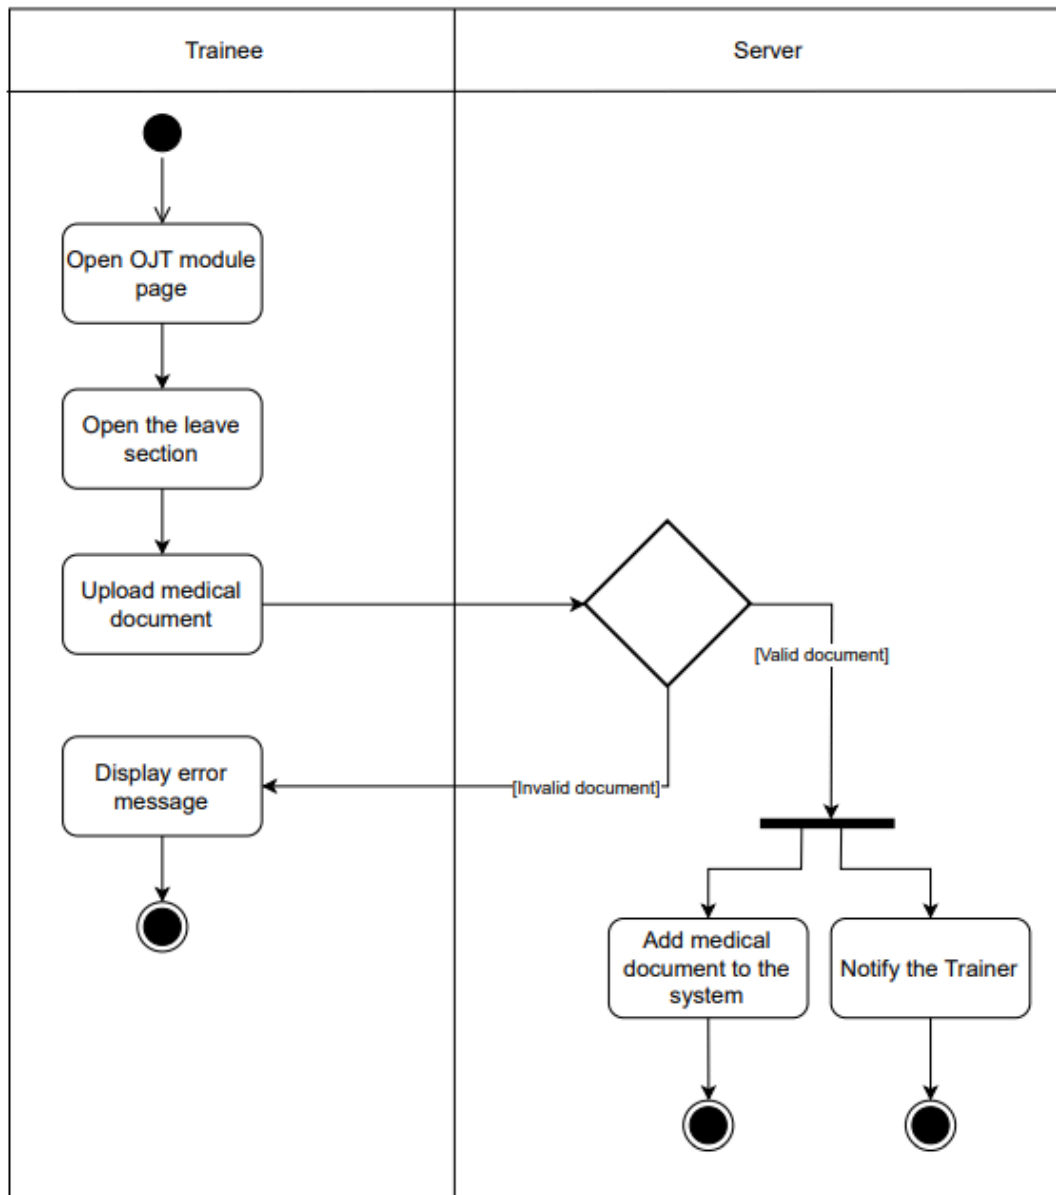 Trainee
Server
Open OJT module
page
Open the leave
section
Upload medical
document
[Valid document]
Display error
message
[Invalid document]
Add medical
document to the
system
Notify the Trainer